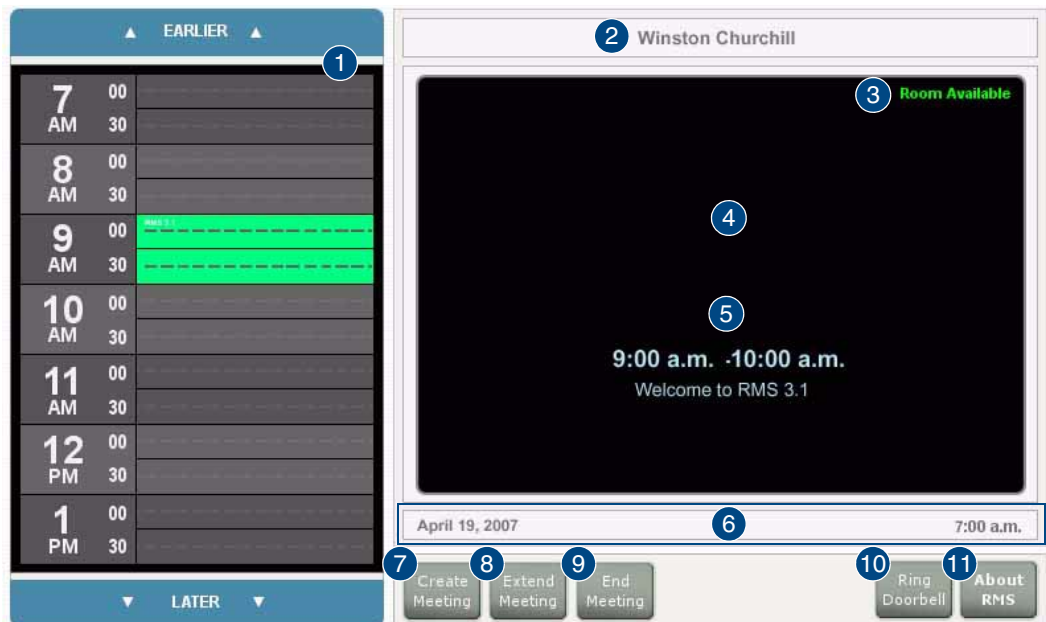 ▲ EARLIER ▲
1
7 00
AM 30
8 00
AM 30
9 00 RMS 3.1
AM 30
10 00
AM 30
11 00
AM 30
12 00
PM 30
1 00
PM 30
▼ LATER ▼
2 Winston Churchill
3 Room Available
4
5
9:00 a.m. -10:00 a.m.
Welcome to RMS 3.1
April 19, 2007 6 7:00 a.m.
7 8 9 10 11
Create Extend End Ring About
Meeting Meeting Meeting Doorbell RMS